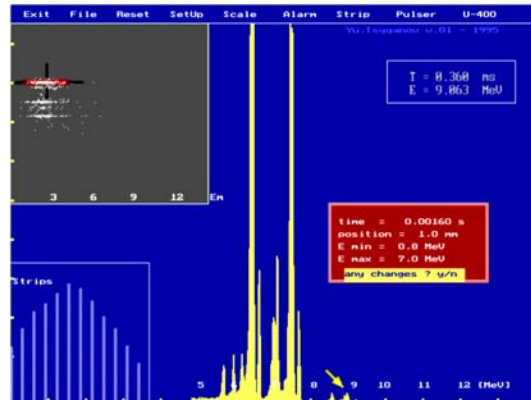 Exit File Reset SetUp Scale Alarm Strip Pulser U-400
Yu.Tsyganov v.01 - 1995
T = 0.360 ms
E = 9.063 MeV
3 6 9 12 Em
time = 0.00160 s
position = 1.0 mm
E min = 0.8 MeV
E max = 7.0 MeV
any changes ? y/n
Strips
5 6 7 8 9 10 11 12 [MeV]